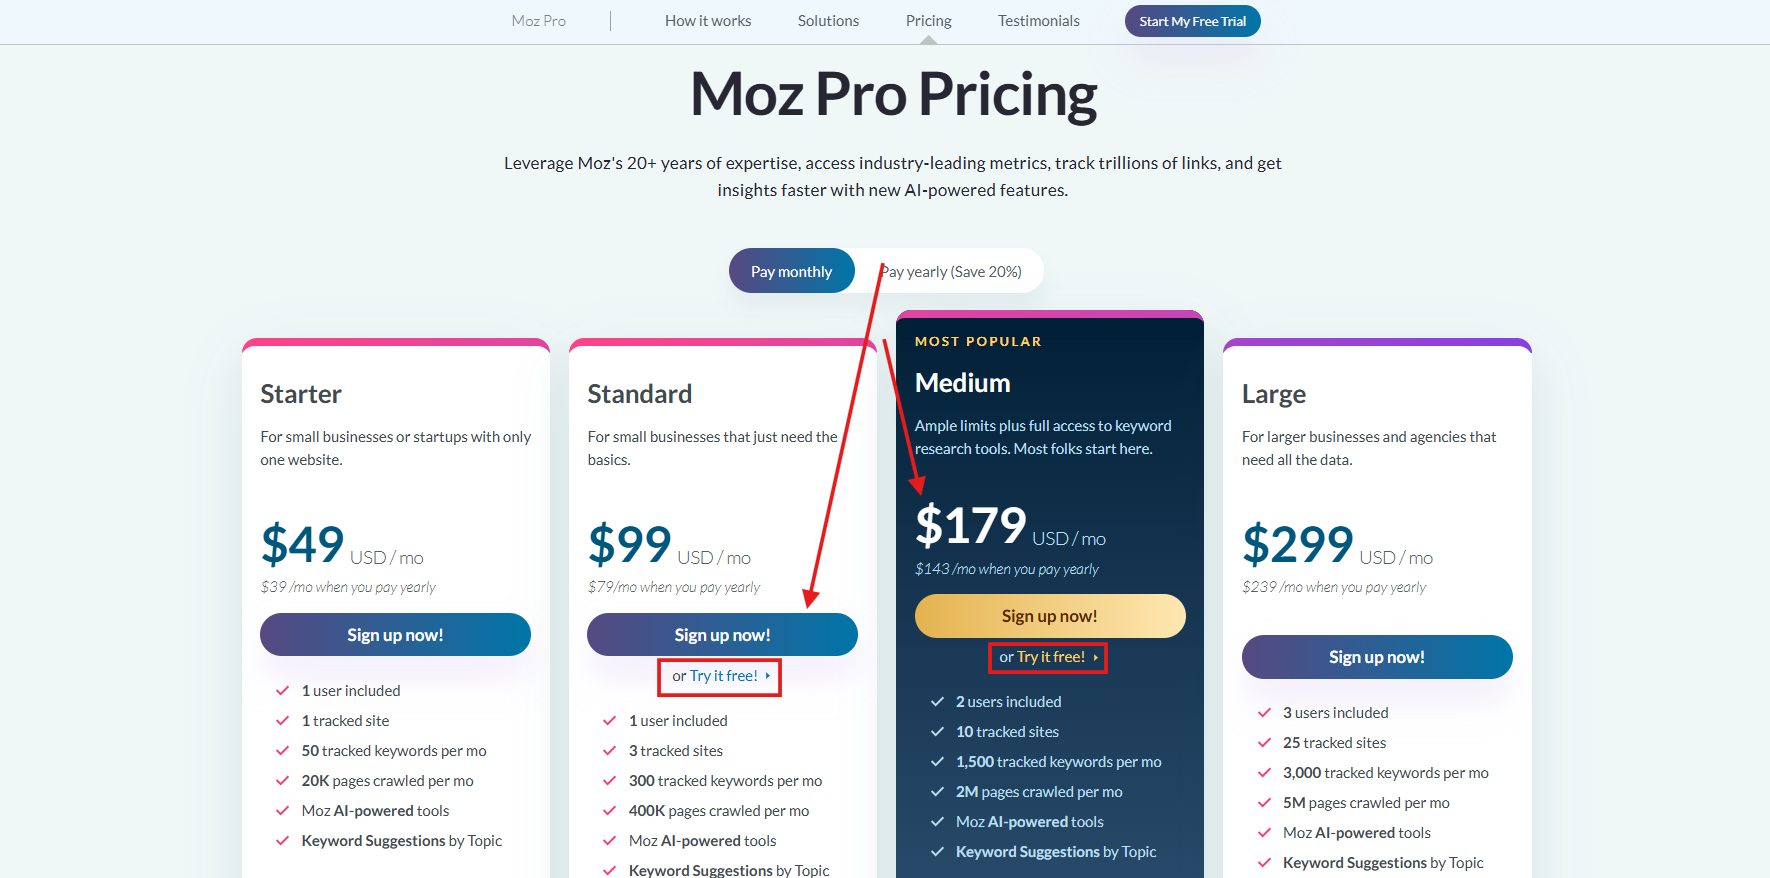 Moz Pro
How it works
Solutions
Pricing
Testimonials
Start My Free Trial
Moz Pro Pricing
Leverage Moz's 20+ years of expertise, access industry-leading metrics, track trillions of links, and get
insights faster with new AI-powered features.
Pay monthly
Pay yearly (Save 20%)
Starter
For small businesses or startups with only
one website.
$49 USD / mo
$39 /mo when you pay yearly
Sign up now!
1 user included
1 tracked site
50 tracked keywords per mo
20K pages crawled per mo
Moz AI-powered tools
Keyword Suggestions by Topic
Standard
For small businesses that just need the
basics.
$99 USD / mo
$79/mo when you pay yearly
Sign up now!
or Try it free!
1 user included
3 tracked sites
300 tracked keywords per mo
400K pages crawled per mo
Moz AI-powered tools
Keyword Suggestions by Topic
MOST POPULAR
Medium
Ample limits plus full access to keyword
research tools. Most folks start here.
$179 USD / mo
$143 /mo when you pay yearly
Sign up now!
or Try it free!
2 users included
10 tracked sites
1,500 tracked keywords per mo
2M pages crawled per mo
Moz AI-powered tools
Keyword Suggestions by Topic
Large
For larger businesses and agencies that
need all the data.
$299 USD / mo
$239 /mo when you pay yearly
Sign up now!
3 users included
25 tracked sites
3,000 tracked keywords per mo
5M pages crawled per mo
Moz AI-powered tools
Keyword Suggestions by Topic